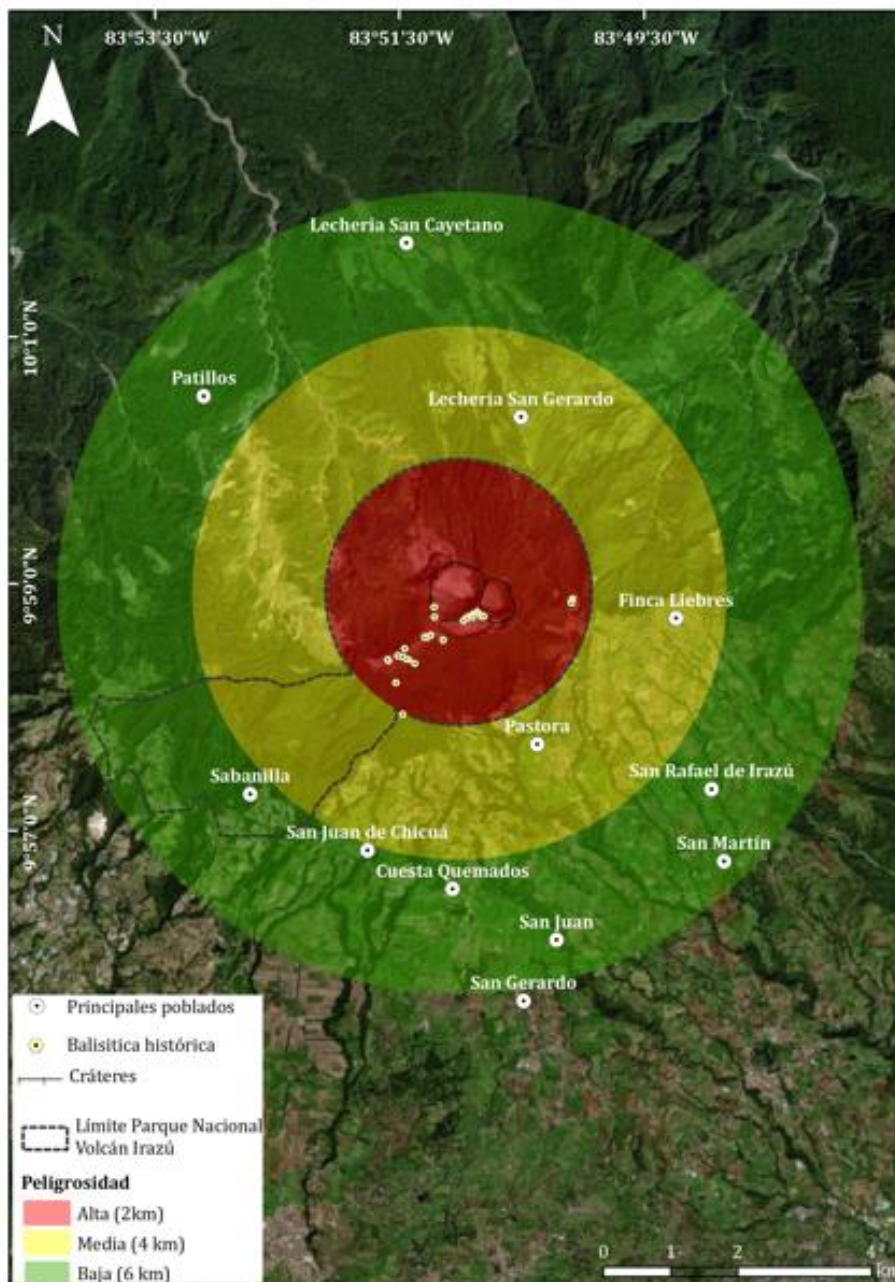 N
83°53'30"W
83°51'30"W
83°49'30"W
Lecheria San Cayetano
10°1'0"N
Patillos
Lecheria San Gerardo
9°59'0"N
Finca Liebres
Pastora
Sabanilla
San Rafael de Irazú
9°57'0"N
San Juan de Chicuá
San Martín
Cuesta Quemados
San Juan
San Gerardo
Principales poblados
Balisitica histórica
Cráteres
Límite Parque Nacional
Volcán Irazú
Peligrosidad
Alta (2km)
Media (4 km)
Baja (6 km)
0 1 2 4